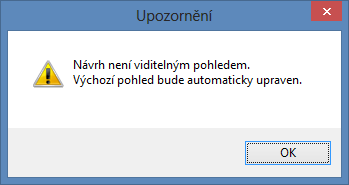 Upozornění
Návrh není viditelným pohledem.
Výchozí pohled bude automaticky upraven.
OK